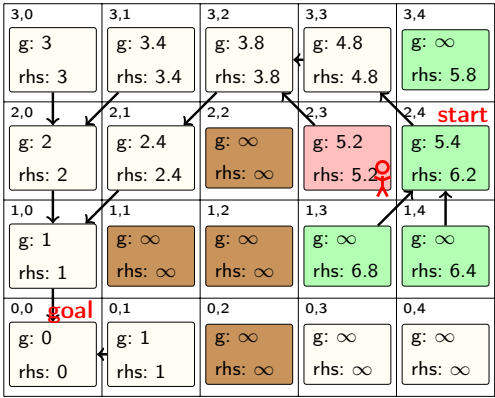 3,0 3,1 3,2 3,3 3,4
g: 3 g: 3.4 g: 3.8 g: 4.8 g: ∞
rhs: 3 rhs: 3.4 rhs: 3.8 rhs: 4.8 rhs: 5.8
2,0 2,1 2,2 2,3 2,4 start
g: 2 g: 2.4 g: ∞ g: 5.2 g: 5.4
rhs: 2 rhs: 2.4 rhs: ∞ rhs: 5.2 rhs: 6.2
1,0 1,1 1,2 1,3 1,4
g: 1 g: ∞ g: ∞ g: ∞ g: ∞
rhs: 1 rhs: ∞ rhs: ∞ rhs: 6.8 rhs: 6.4
0,0 goal 0,1 0,2 0,3 0,4
g: 0 g: 1 g: ∞ g: ∞ g: ∞
rhs: 0 rhs: 1 rhs: ∞ rhs: ∞ rhs: ∞